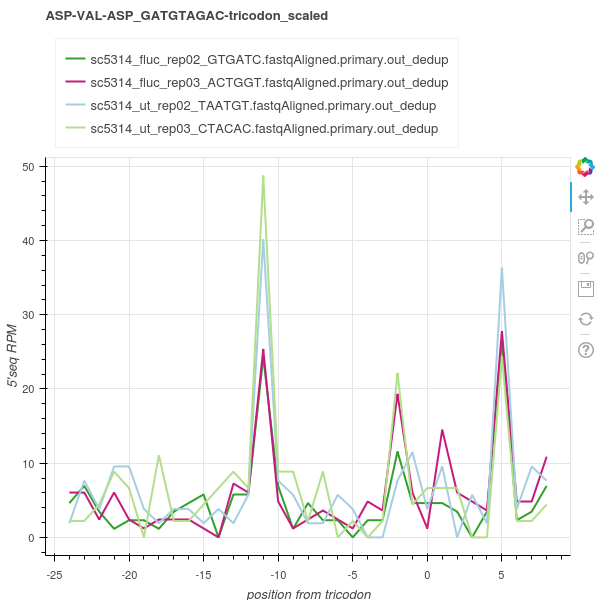 ASP-VAL-ASP_GATGTAGAC-tricodon_scaled
sc5314_fluc_rep02_GTGATC.fastqAligned.primary.out_dedup
sc5314_fluc_rep03_ACTGGT.fastqAligned.primary.out_dedup
sc5314_ut_rep02_TAATGT.fastqAligned.primary.out_dedup
sc5314_ut_rep03_CTACAC.fastqAligned.primary.out_dedup
50
40
30
20
10
0
5'seq RPM
-25 -20 -15 -10 -5 0 5
position from tricodon